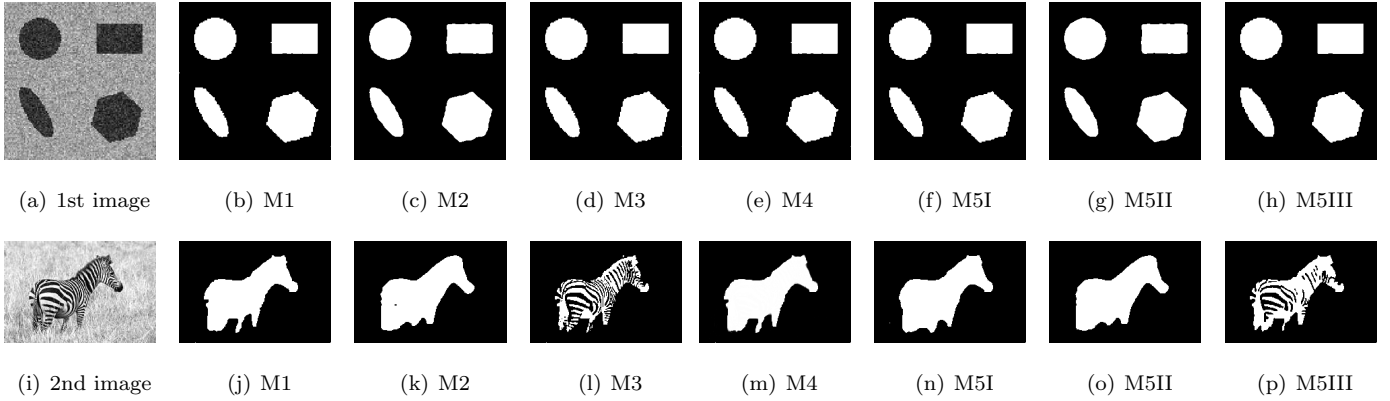 (a) 1st image (b) M1 (c) M2 (d) M3 (e) M4 (f) M5I (g) M5II (h) M5III
(i) 2nd image (j) M1 (k) M2 (l) M3 (m) M4 (n) M5I (o) M5II (p) M5III